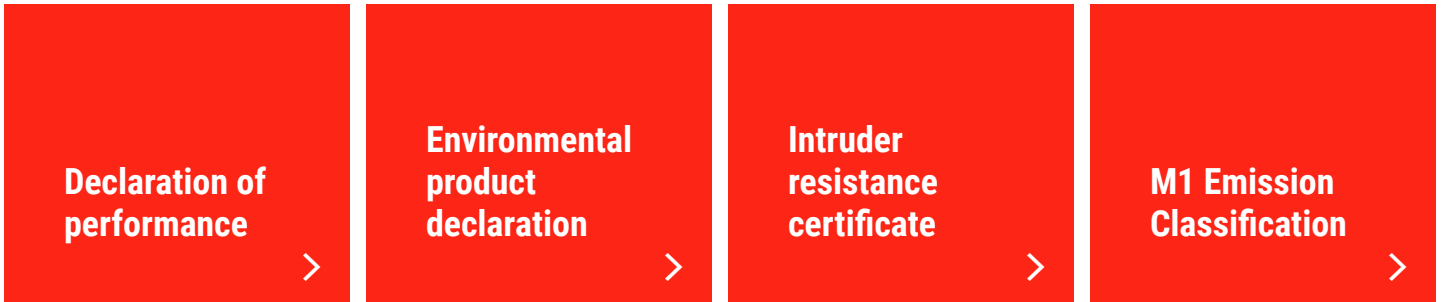 Declaration of
performance
Environmental
product
declaration
Intruder
resistance
certificate
M1 Emission
Classification